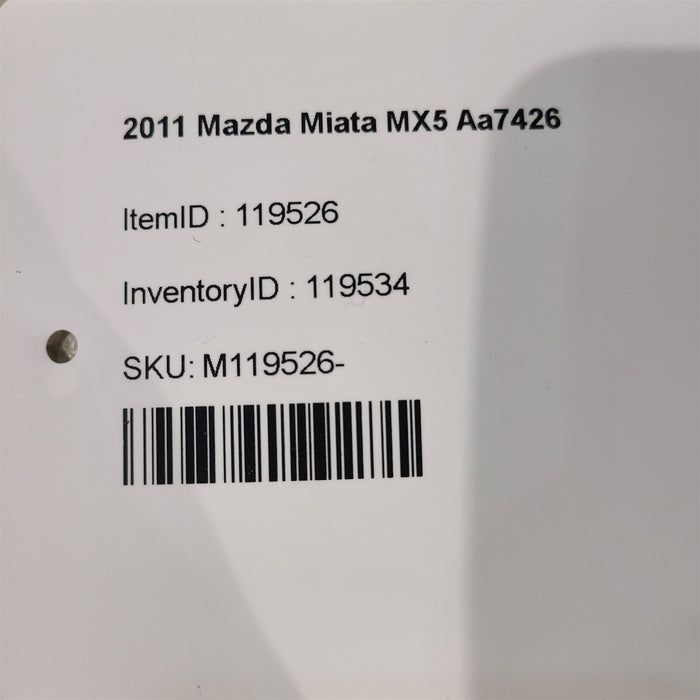 2011 Mazda Miata MX5 Aa7426
ItemID : 119526
InventoryID : 119534
SKU: M119526-